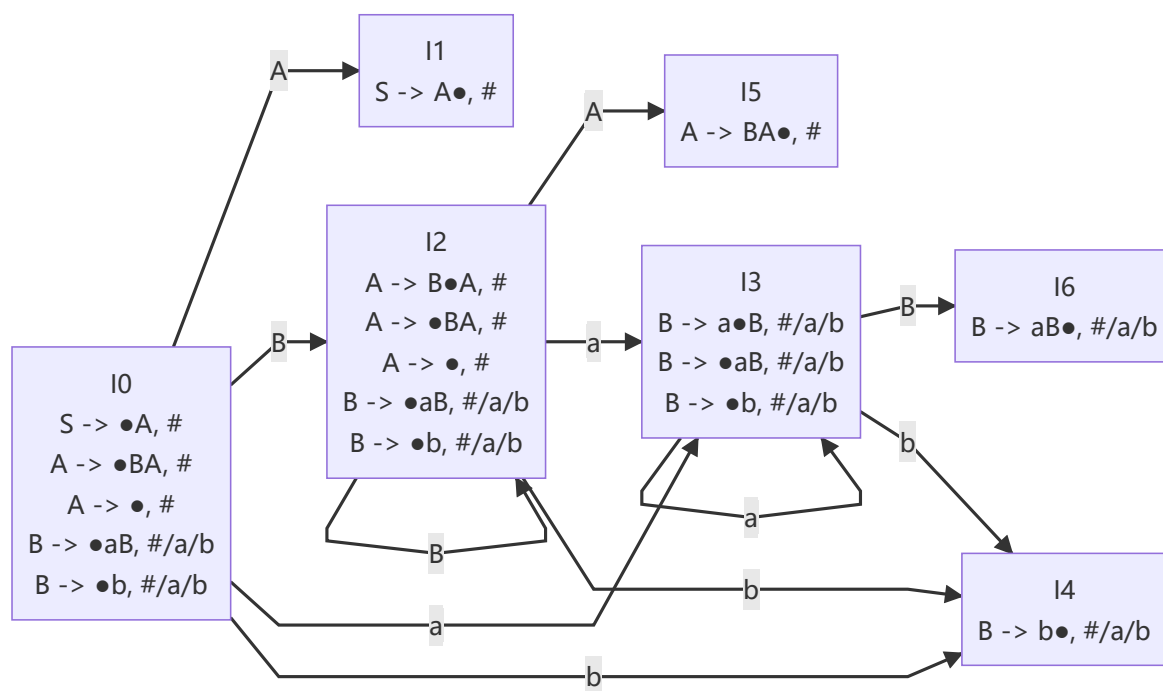 I0
S -> ●A, #
A -> ●BA, #
A -> ●, #
B -> ●aB, #/a/b
B -> ●b, #/a/b
A
I1
S -> A●, #
B
I2
A -> B●A, #
A -> ●BA, #
A -> ●, #
B -> ●aB, #/a/b
B -> ●b, #/a/b
B
A
I5
A -> BA●, #
a
I3
B -> a●B, #/a/b
B -> ●aB, #/a/b
B -> ●b, #/a/b
a
B
I6
B -> aB●, #/a/b
b
b
a
b
I4
B -> b●, #/a/b